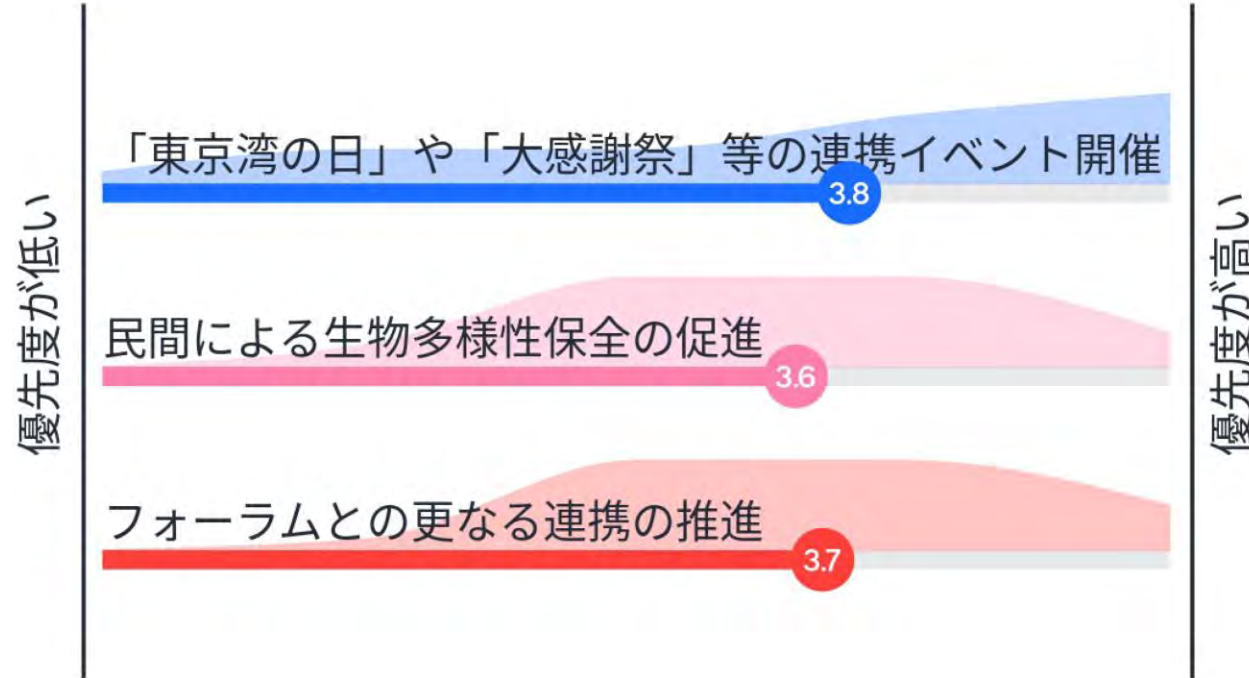 優先度が低い
「東京湾の日」や「大感謝祭」等の連携イベント開催
3.8
民間による生物多様性保全の促進
3.6
フォーラムとの更なる連携の推進
3.7
優先度が高い